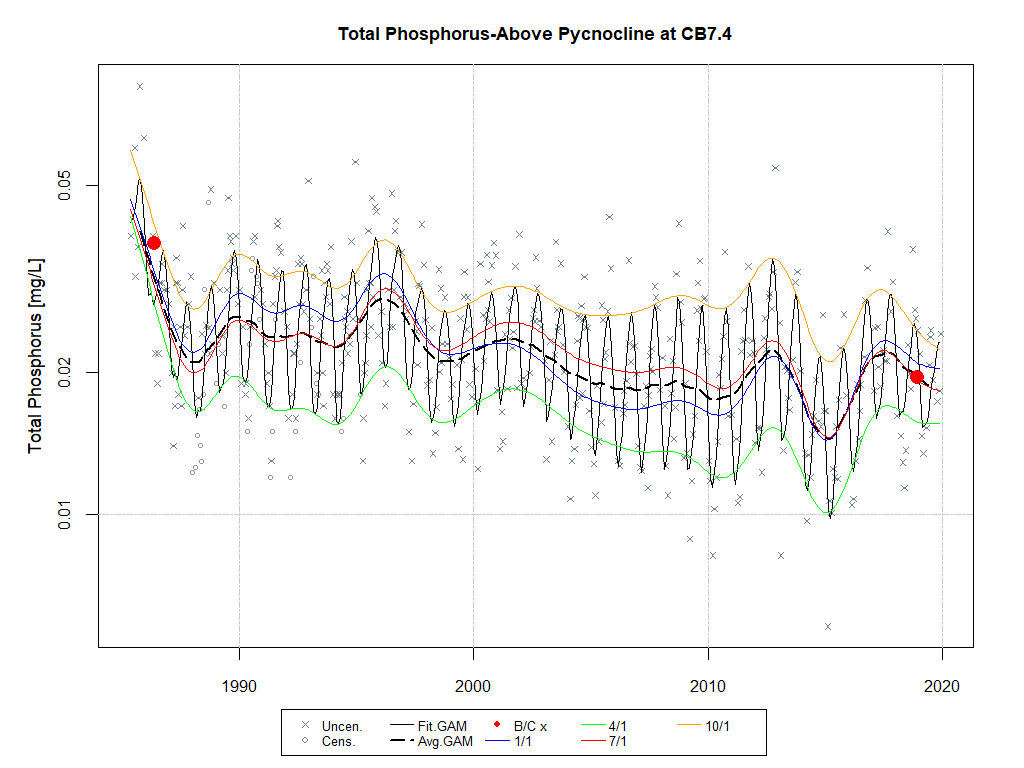 Total Phosphorus-Above Pycnocline at CB7.4
Total Phosphorus [mg/L]
0.05
0.02
0.01
1990 2000 2010 2020
Uncen. Fit.GAM B/C x 4/1 10/1
Cens. Avg.GAM 1/1 7/1